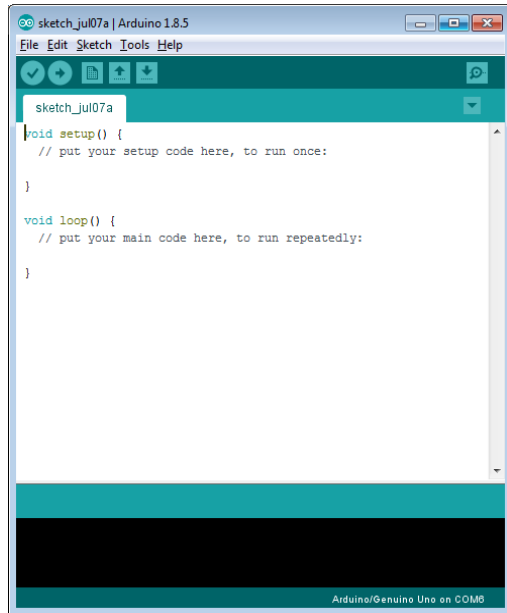 sketch_jul07a | Arduino 1.8.5
File Edit Sketch Tools Help
sketch_jul07a
void setup() {
  // put your setup code here, to run once:
}
void loop() {
  // put your main code here, to run repeatedly:
}
Arduino/Genuino Uno on COM6